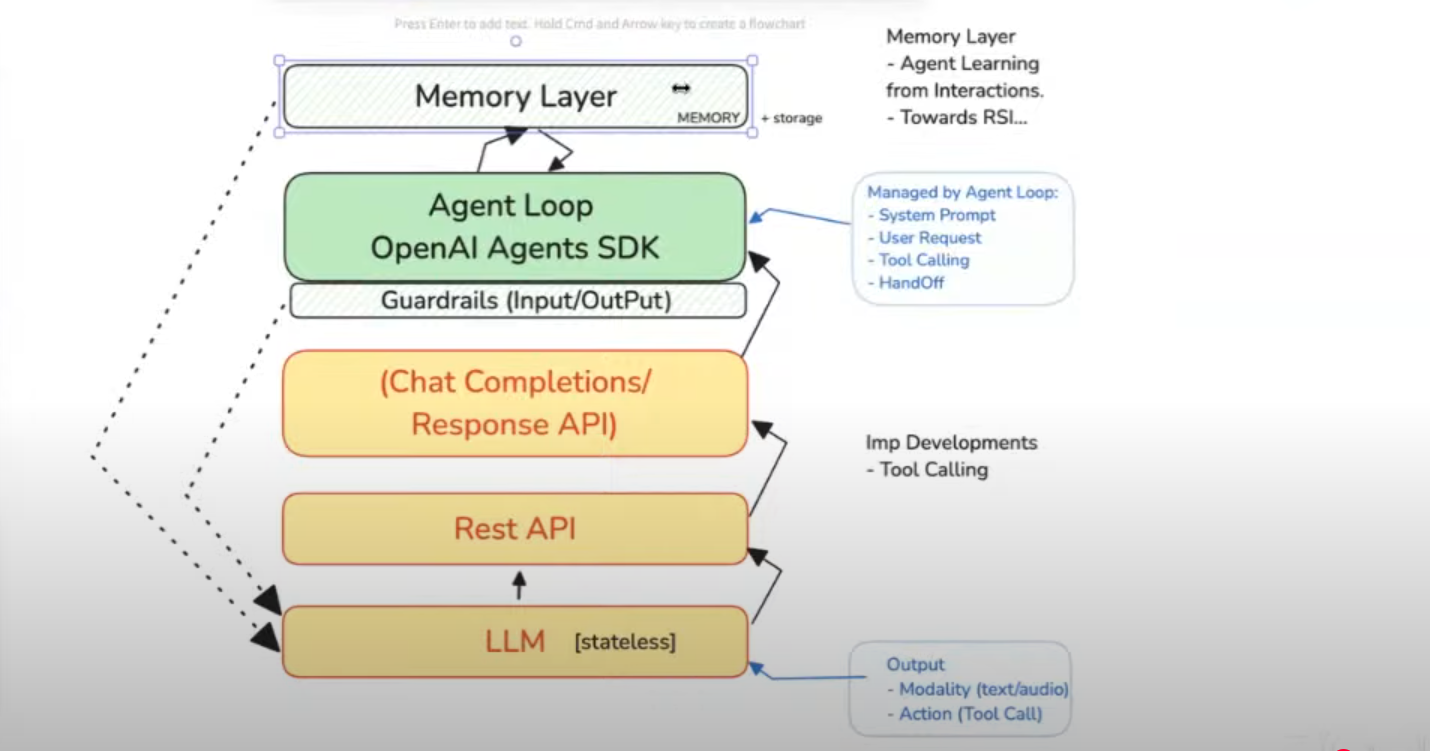 Press Enter to add text. Hold Cmd and Arrow key to create a flowchart
Memory Layer
MEMORY
+ storage
Memory Layer
- Agent Learning
from Interactions.
- Towards RSI...
Agent Loop
OpenAI Agents SDK
Managed by Agent Loop:
- System Prompt
- User Request
- Tool Calling
- HandOff
Guardrails (Input/OutPut)
(Chat Completions/
Response API)
Imp Developments
- Tool Calling
Rest API
LLM [stateless]
Output
- Modality (text/audio)
- Action (Tool Call)